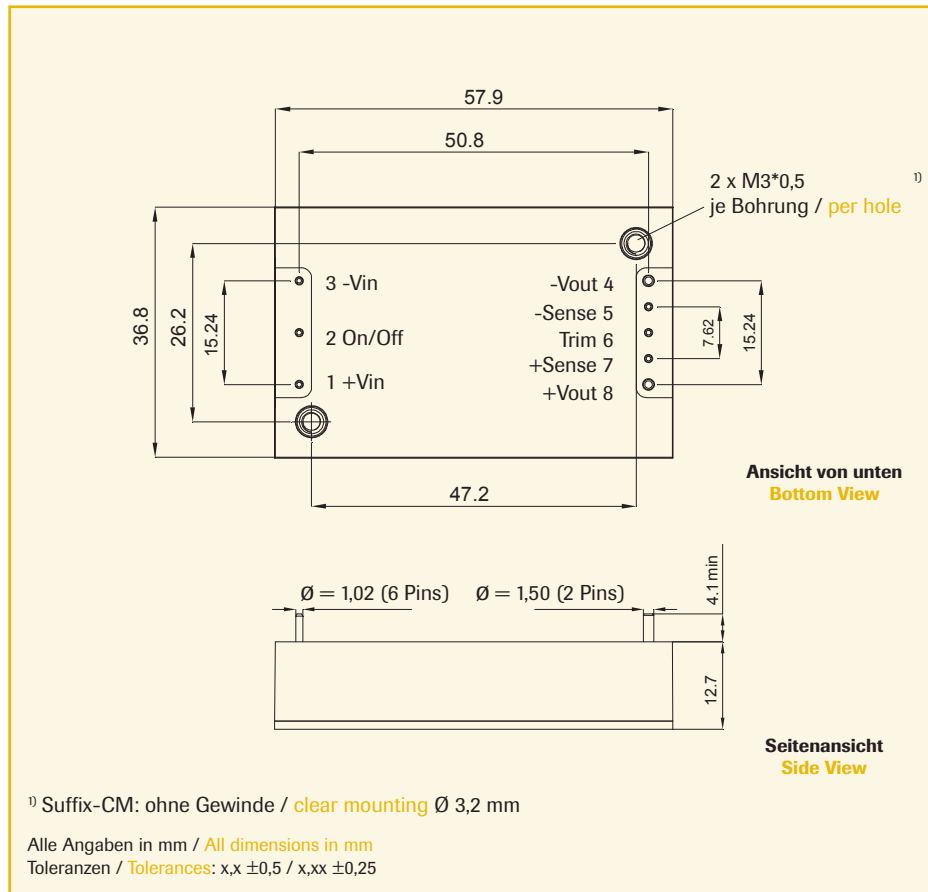 57.9
50.8
2 x M3*0,5 1)
je Bohrung / per hole
36.8
26.2
15.24
3 -Vin
2 On/Off
1 +Vin
-Vout 4
-Sense 5
Trim 6
+Sense 7
+Vout 8
7.62
15.24
47.2
Ansicht von unten
Bottom View
Ø = 1,02 (6 Pins) Ø = 1,50 (2 Pins)
4.1 min
12.7
Seitenansicht
Side View
1) Suffix-CM: ohne Gewinde / clear mounting Ø 3,2 mm
Alle Angaben in mm / All dimensions in mm
Toleranzen / Tolerances: x,x ±0,5 / x,xx ±0,25